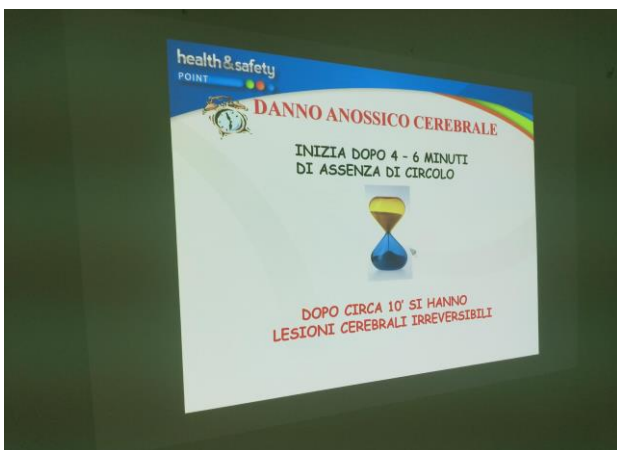 health&safety
POINT
DANNO ANOSSICO CEREBRALE
INIZIA DOPO 4 - 6 MINUTI
DI ASSENZA DI CIRCOLO
DOPO CIRCA 10' SI HANNO
LESIONI CEREBRALI IRREVERSIBILI